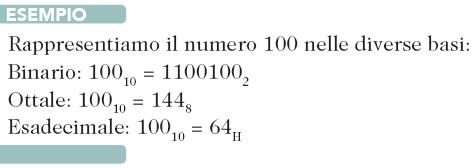 ESEMPIO
Rappresentiamo il numero 100 nelle diverse basi:
Binario: 100₁₀ = 1100100₂
Ottale: 100₁₀ = 144₈
Esadecimale: 100₁₀ = 64H